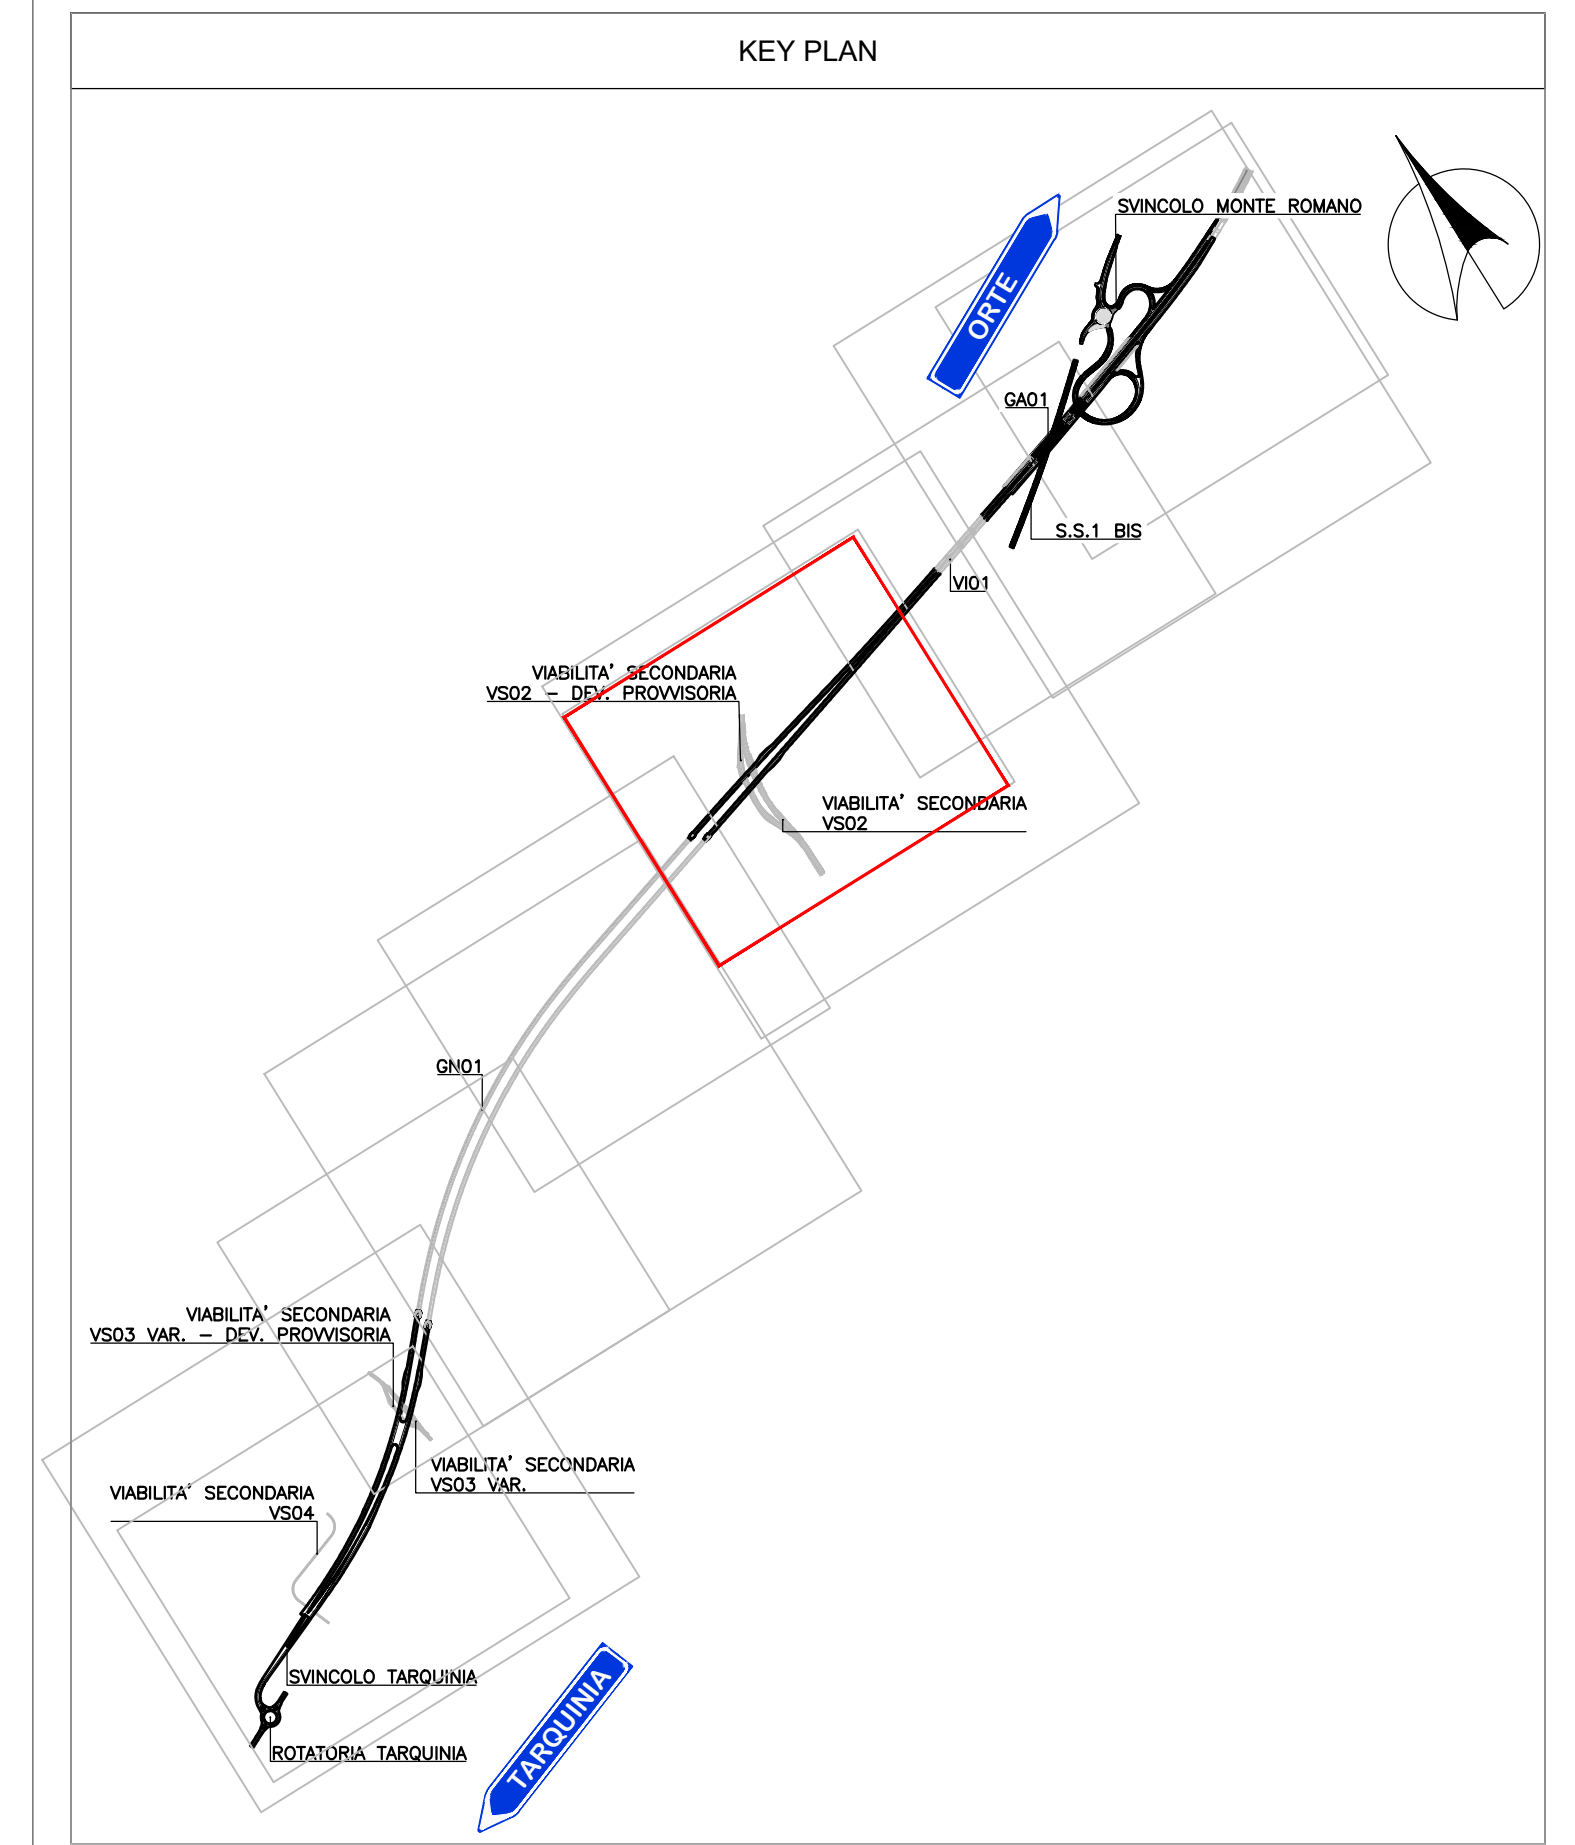 KEY PLAN
SVINCOLO MONTE ROMANO
ORTE
GA01
S.S.1 BIS
VI01
VIABILITA' SECONDARIA
VS02 - DEV. PROVVISORIA
VIABILITA' SECONDARIA
VS02
GN01
VIABILITA' SECONDARIA
VS03 VAR. - DEV. PROVVISORIA
VIABILITA' SECONDARIA
VS03 VAR.
VIABILITA' SECONDARIA
VS04
SVINCOLO TARQUINIA
TARQUINIA
ROTATORIA TARQUINIA